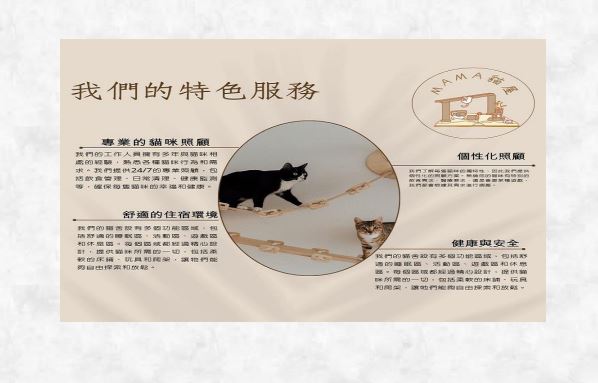 我們的特色服務
MAMA貓屋
專業的貓咪照顧
我們的工作人員擁有多年與貓咪相
處的經驗，熟悉各種貓咪行為和需
求。我們提供24/7的專業照顧，包
括飲食管理、日常清理、健康監測
等，確保每隻貓咪的幸福和健康。
個性化照顧
我們了解每隻貓咪的獨特性，因此我們提供
個性化的照顧方案。無論您的貓咪有特別的
飲食需求、醫療要求，還是喜愛某種遊戲，
我們都會根據其需求進行調整。
舒適的住宿環境
我們的貓舍設有多個功能區域，包
括舒適的睡眠區、活動區、遊戲區
和休息區。每個區域都經過精心設
計，提供貓咪所需的一切，包括柔
軟的床鋪、玩具和爬架，讓牠們能
夠自由探索和放鬆。
健康與安全
我們的貓舍設有多個功能區域，包括舒
適的睡眠區、活動區、遊戲區和休息
區。每個區域都經過精心設計，提供貓
咪所需的一切，包括柔軟的床鋪、玩具
和爬架，讓牠們能夠自由探索和放鬆。